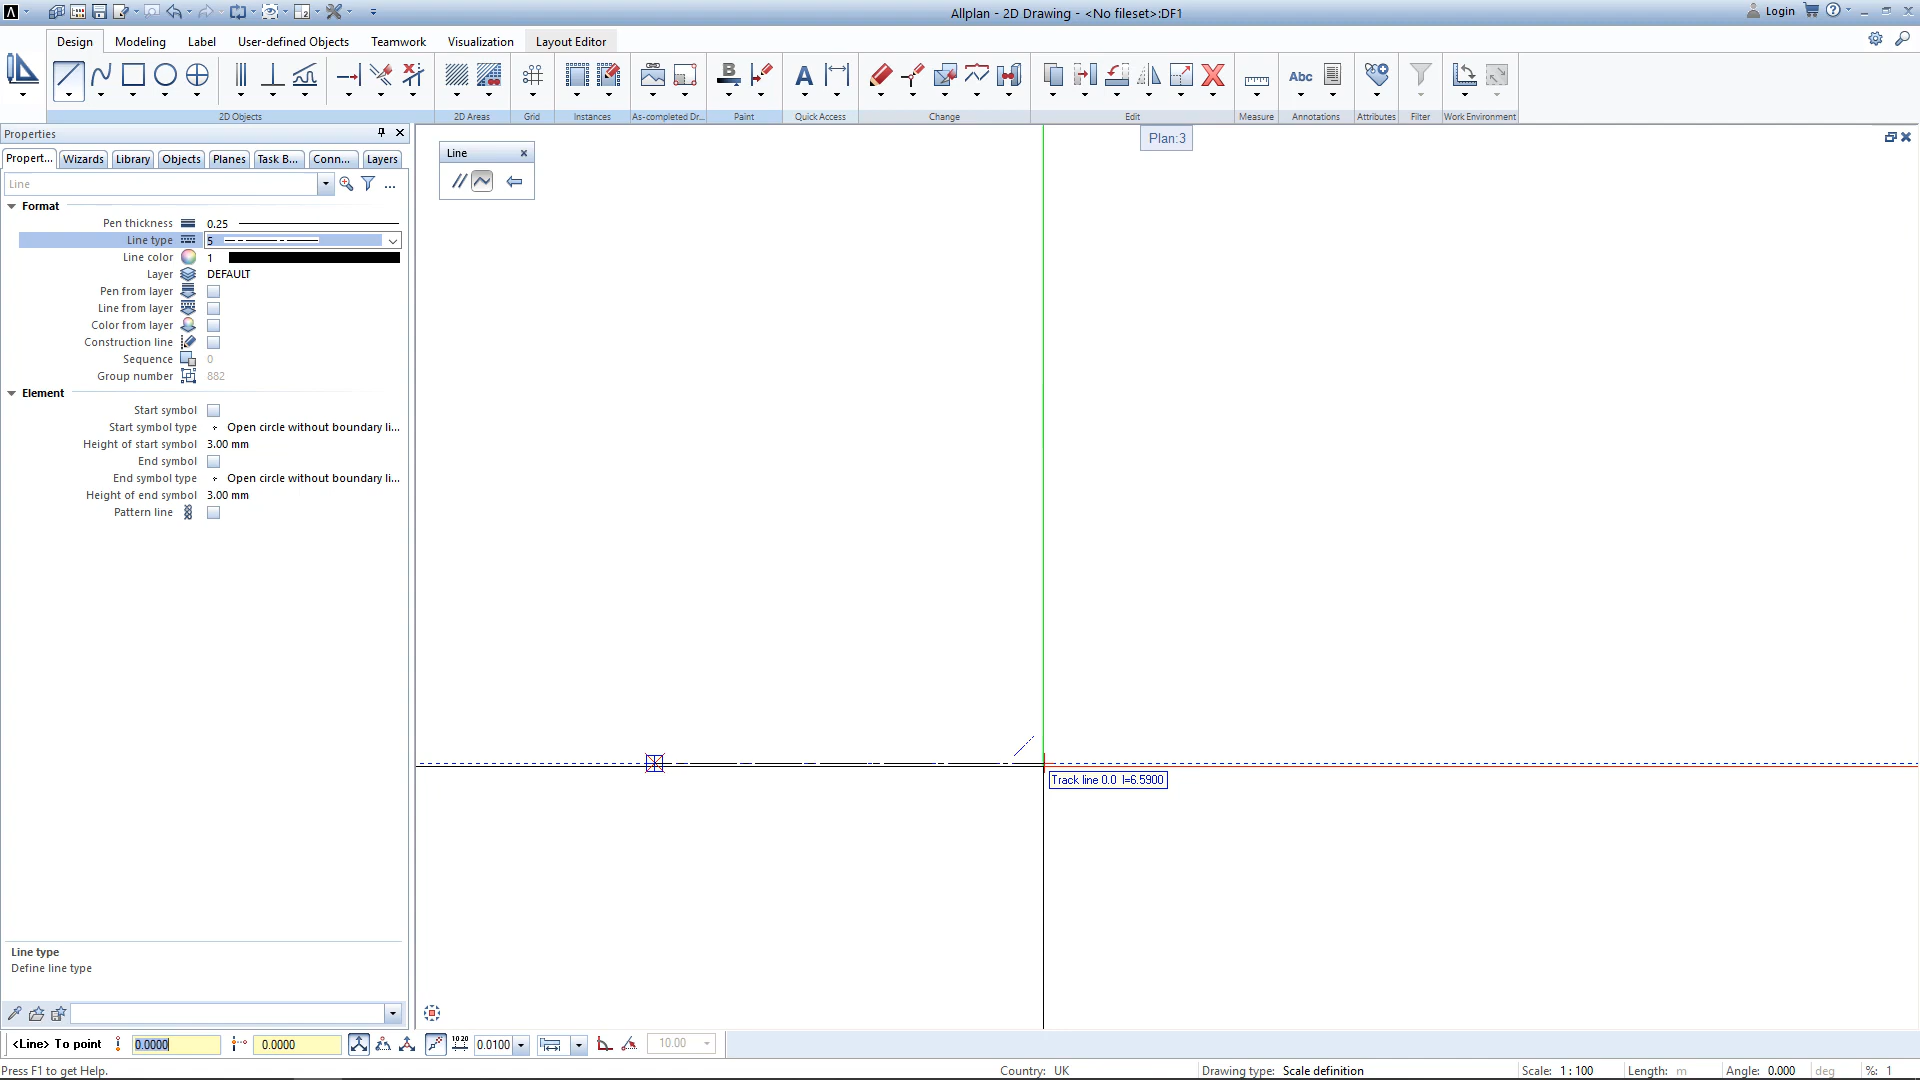 Allplan - 2D Drawing - <No fileset>:DF1
Login
Design
Modeling
Label
User-defined Objects
Teamwork
Visualization
Layout Editor
Abc
2D Objects
2D Areas
Grid
Instances
As-completed Dr...
Paint
Quick Access
Change
Edit
Measure
Annotations
Attributes
Filter
Work Environment
Properties
Propert...
Wizards
Library
Objects
Planes
Task B...
Conn...
Layers
Line
Format
Pen thickness 0.25
Line type 5
Line color 1
Layer DEFAULT
Pen from layer
Line from layer
Color from layer
Construction line
Sequence 0
Group number 882
Element
Start symbol
Start symbol type Open circle without boundary li...
Height of start symbol 3.00 mm
End symbol
End symbol type Open circle without boundary li...
Height of end symbol 3.00 mm
Pattern line
Line type
Define line type
Line
Plan:3
Track line 0.0 l=6.5900
<Line> To point 0.0000 0.0000 0.0100 10.00
Press F1 to get Help.
Country: UK
Drawing type: Scale definition
Scale: 1 : 100
Length: m
Angle: 0.000 deg
%: 1